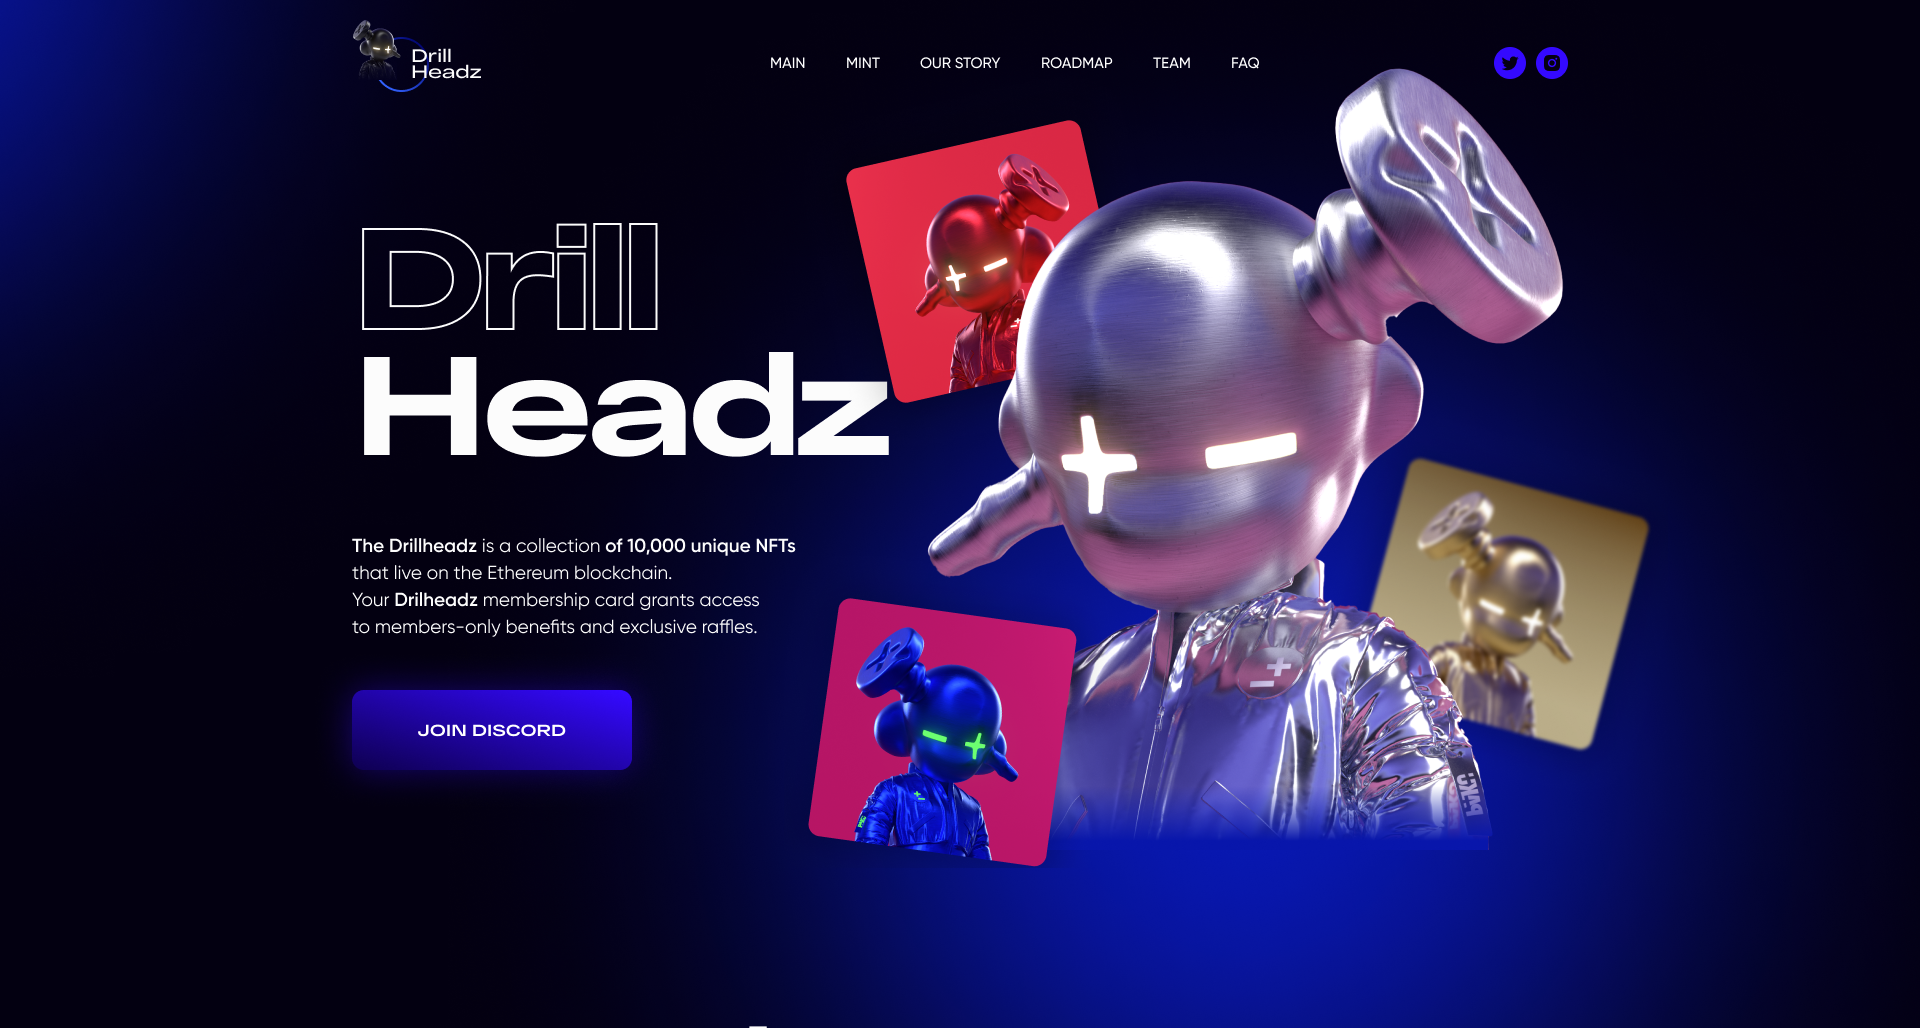 Drill
Headz
MAIN
MINT
OUR STORY
ROADMAP
TEAM
FAQ
Drill
Headz
The Drillheadz is a collection of 10,000 unique NFTs
that live on the Ethereum blockchain.
Your Drilheadz membership card grants access
to members-only benefits and exclusive raffles.
JOIN DISCORD